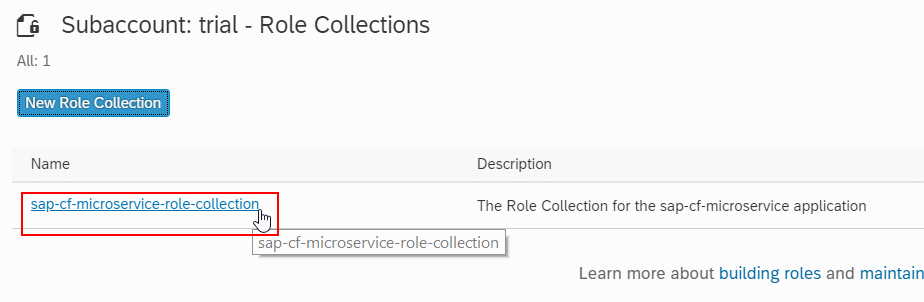 Subaccount: trial - Role Collections
All: 1
New Role Collection
Name Description
sap-cf-microservice-role-collection The Role Collection for the sap-cf-microservice application
sap-cf-microservice-role-collection
Learn more about building roles and maintain